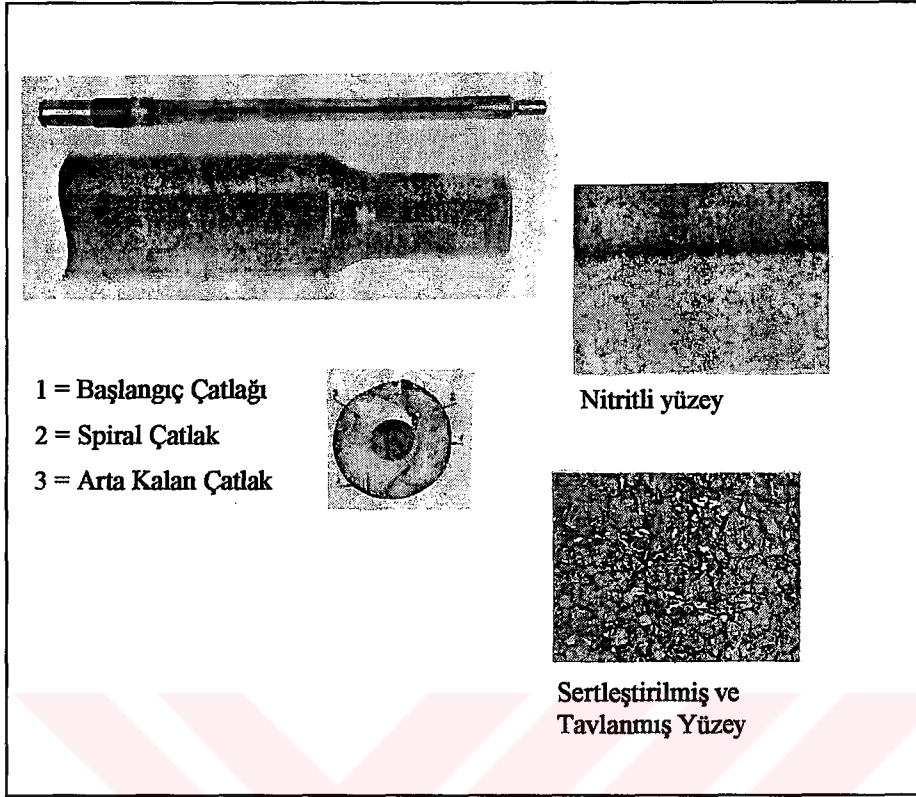 1 = Başlangıç Çatlağı
2 = Spiral Çatlak
3 = Arta Kalan Çatlak
Nitritli yüzey
Sertleştirilmiş ve
Tavlanmış Yüzey